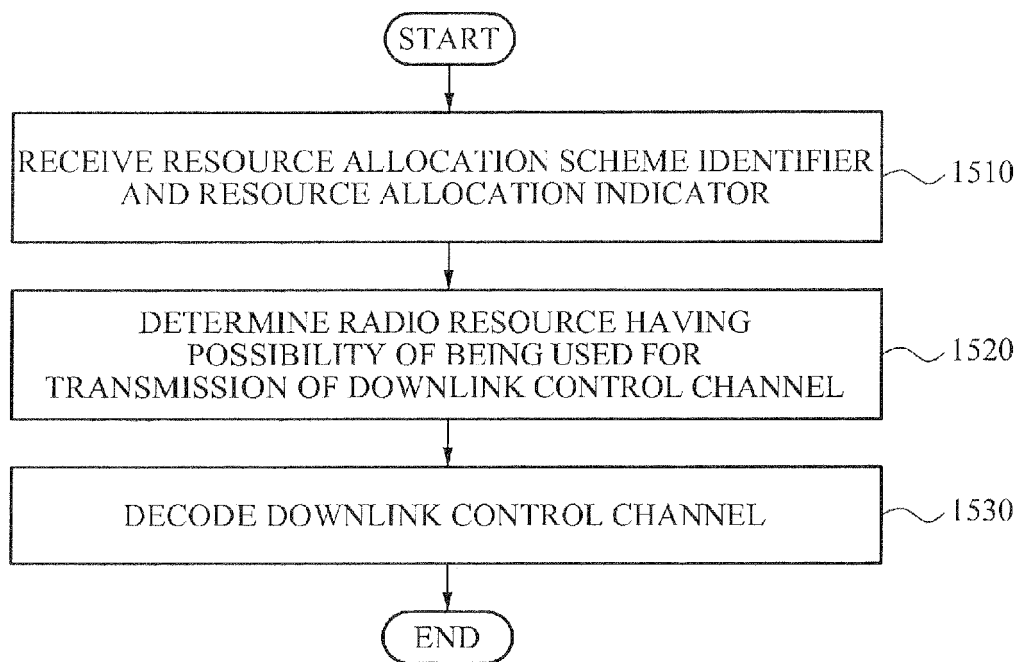 START
RECEIVE RESOURCE ALLOCATION SCHEME IDENTIFIER
AND RESOURCE ALLOCATION INDICATOR
1510
DETERMINE RADIO RESOURCE HAVING
POSSIBILITY OF BEING USED FOR
TRANSMISSION OF DOWNLINK CONTROL CHANNEL
1520
DECODE DOWNLINK CONTROL CHANNEL
1530
END